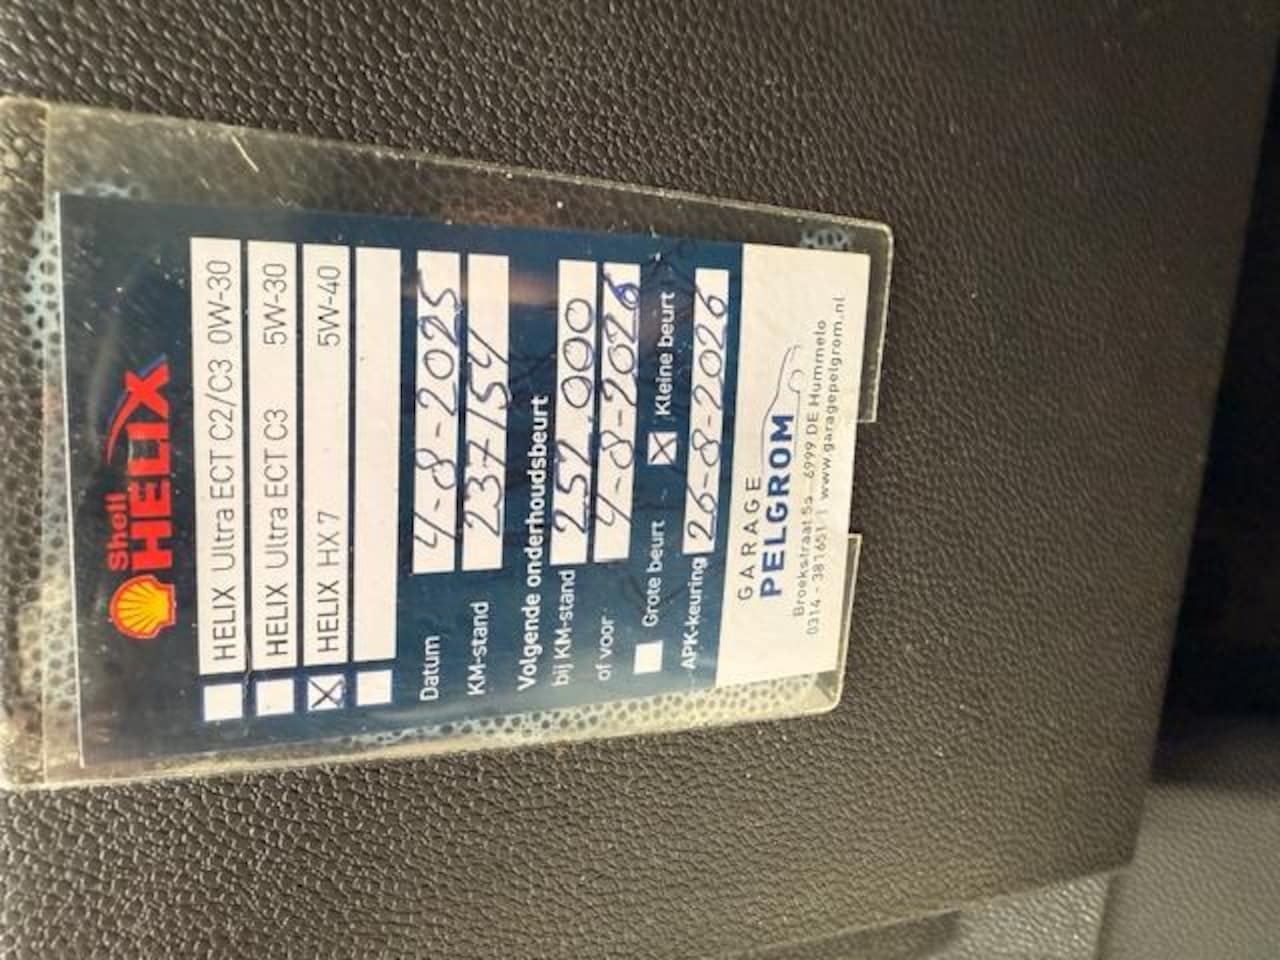 Shell
HELIX
HELIX Ultra ECT C2/C3 0W-30
HELIX Ultra ECT C3 5W-30
HELIX HX7 5W-40
Datum 4-8-2025
KM-stand 237154
Volgende onderhoudsbeurt
bij KM-stand 252.000
of voor 4-8-2026
Grote beurt Kleine beurt
APK-keuring 26-8-2026
GARAGE
PELGROM
Broekstraat 5a 6999 DE Hummelo
0314 - 381651 | www.garagepelgrom.nl